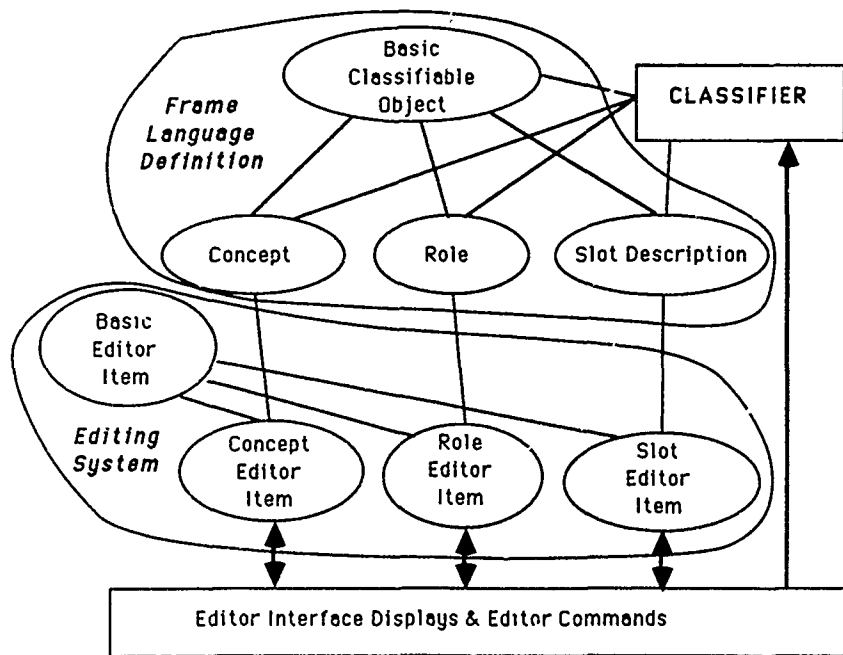 Basic
Classifiable
Object
CLASSIFIER
Frame
Language
Definition
Concept
Role
Slot Description
Basic
Editor
Item
Editing
System
Concept
Editor
Item
Role
Editor
Item
Slot
Editor
Item
Editor Interface Displays & Editor Commands